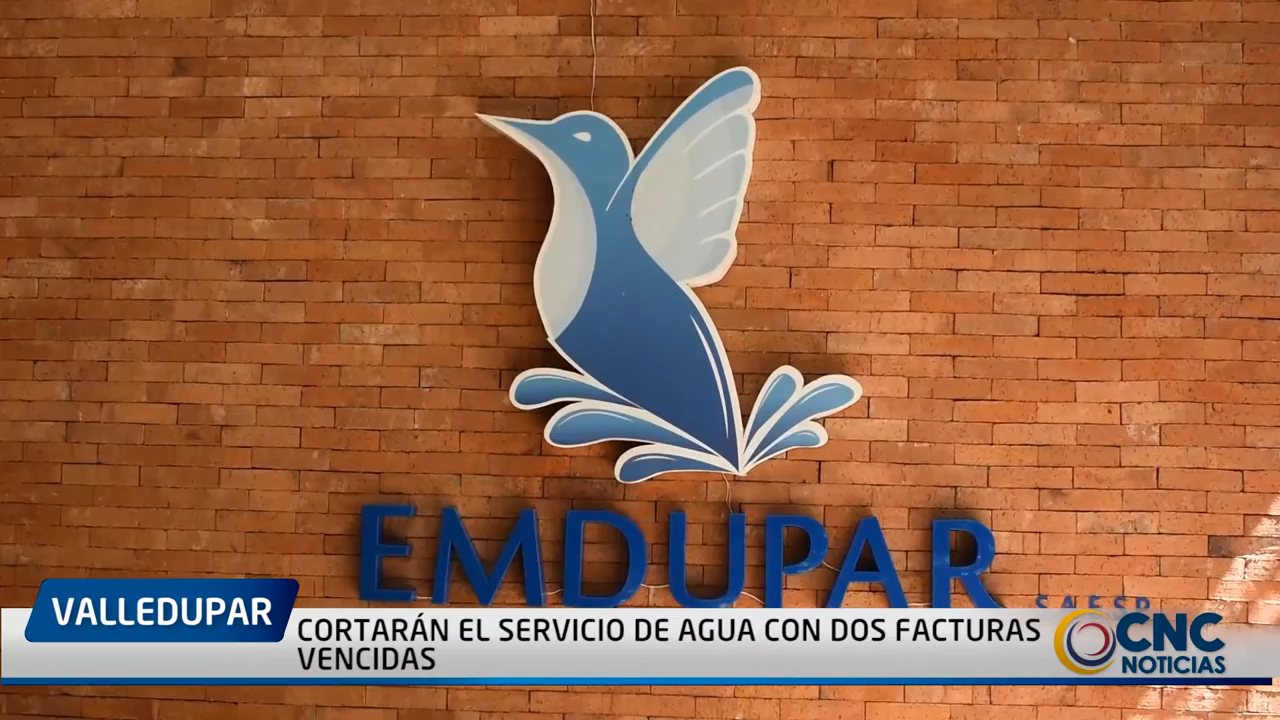 EMDUPAR
S.A E.S.P.
VALLEDUPAR
CORTARÁN EL SERVICIO DE AGUA CON DOS FACTURAS
VENCIDAS
CNC
NOTICIAS